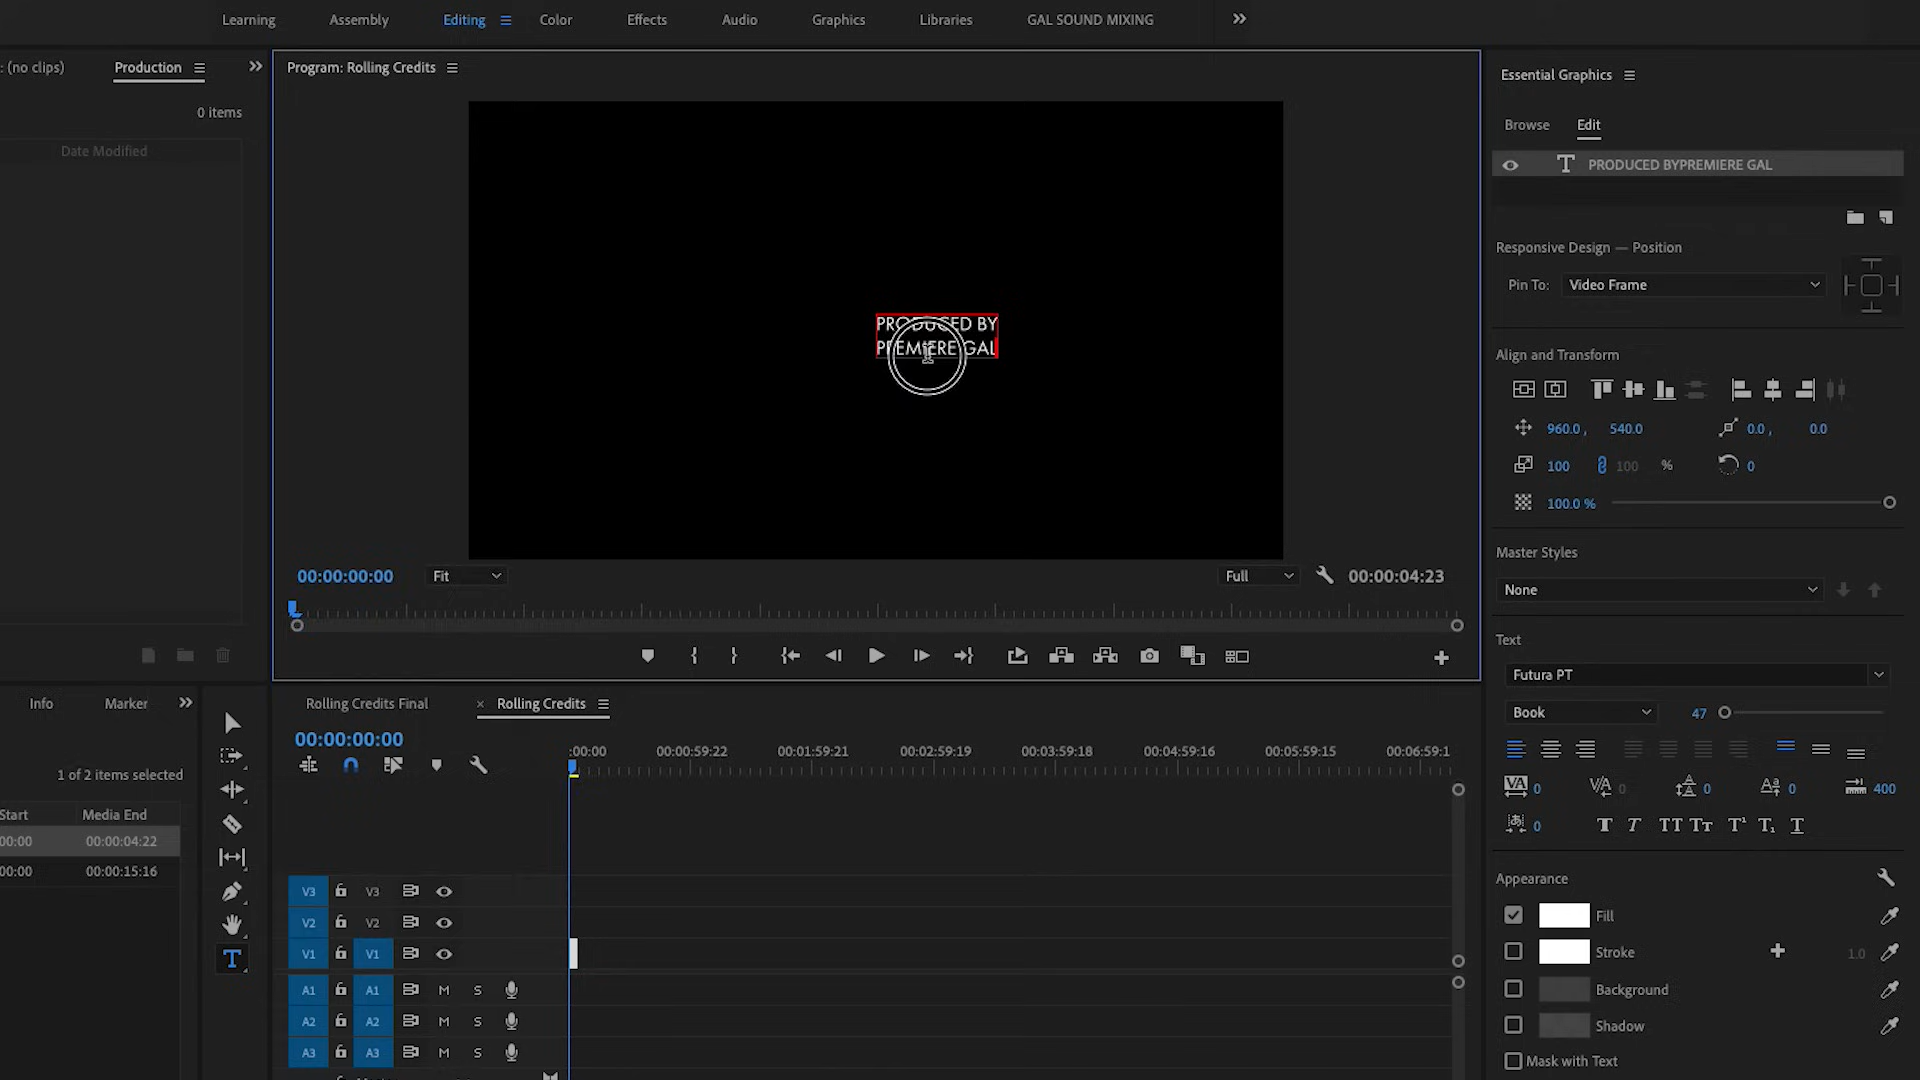 Learning Assembly Editing Color Effects Audio Graphics Libraries GAL SOUND MIXING
: (no clips) Production
0 items
Date Modified
Program: Rolling Credits
PRODUCED BY
PREMIERE GAL
00:00:00:00 Fit Full 00:00:04:23
Essential Graphics
Browse Edit
PRODUCED BYPREMIERE GAL
Responsive Design — Position
Pin To: Video Frame
Align and Transform
960.0 , 540.0 0.0 , 0.0
100 100 % 0
100.0 %
Master Styles
None
Text
Futura PT
Book 47
0 0 0 0 400
0
Appearance
Fill
Stroke 1.0
Background
Shadow
Mask with Text
Info Marker
1 of 2 items selected
Start Media End
00:00 00:00:04:22
00:00 00:00:15:16
Rolling Credits Final × Rolling Credits
00:00:00:00
:00:00 00:00:59:22 00:01:59:21 00:02:59:19 00:03:59:18 00:04:59:16 00:05:59:15 00:06:59:1
V3 V3
V2 V2
V1 V1
A1 A1 M S
A2 A2 M S
A3 A3 M S